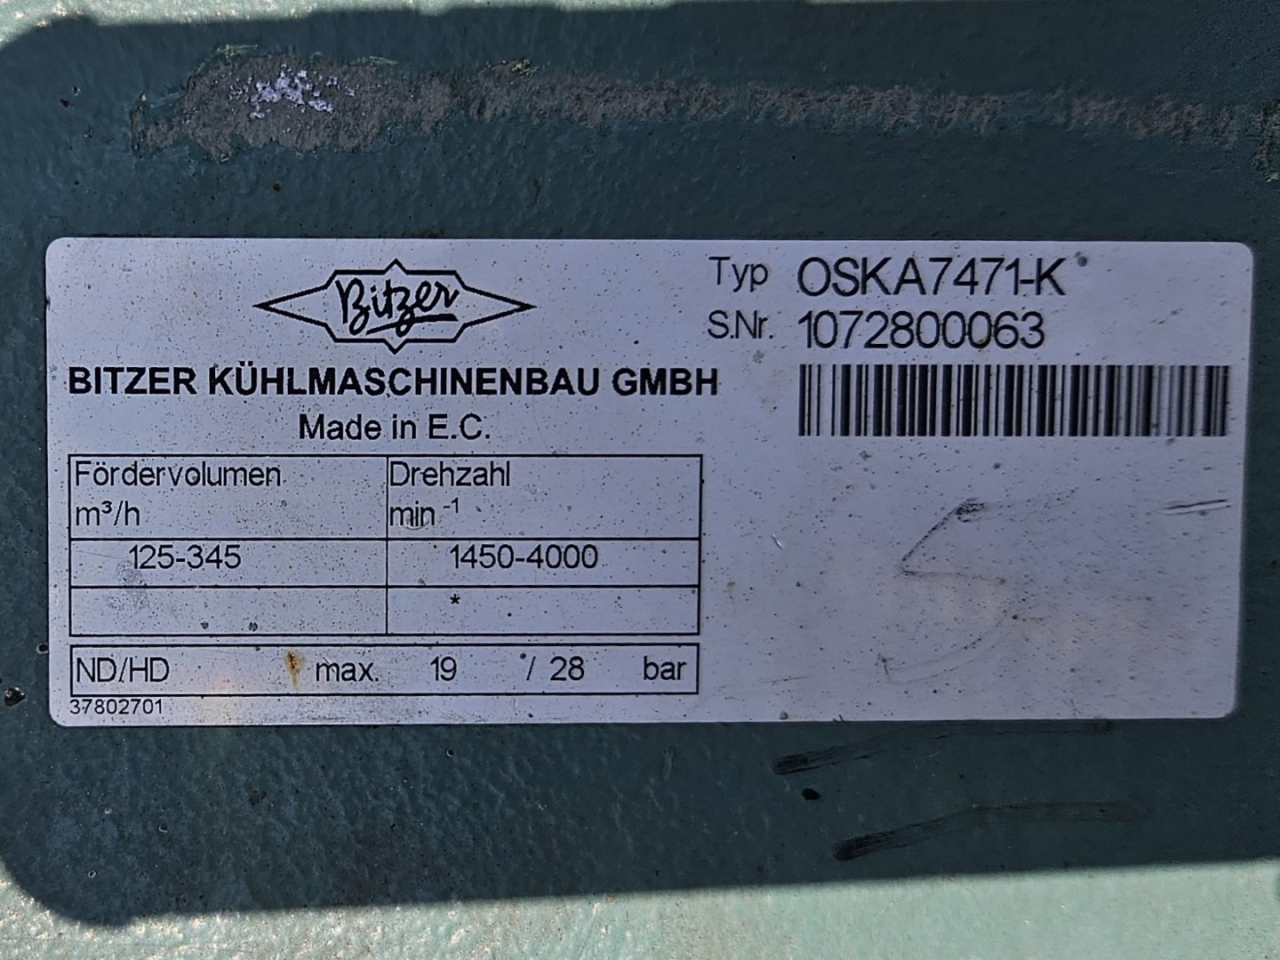 Bitzer
BITZER KÜHLMASCHINENBAU GMBH
Made in E.C.
Typ OSKA7471-K
S.Nr. 1072800063
Fördervolumen Drehzahl
m³/h min⁻¹
125-345 1450-4000
*
ND/HD max. 19 / 28 bar
37802701